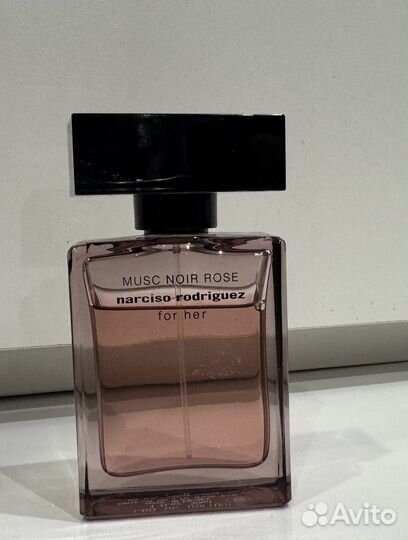 MUSC NOIR ROSE
narciso rodriguez
for her
Avito